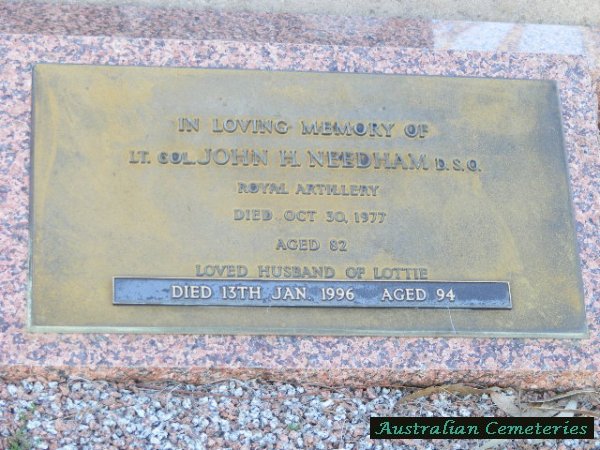 IN LOVING MEMORY OF
LT. COL. JOHN H. NEEDHAM D.S.O.
ROYAL ARTILLERY
DIED OCT 30, 1977
AGED 82
LOVED HUSBAND OF LOTTIE
DIED 13TH JAN. 1996 AGED 94
Australian Cemeteries